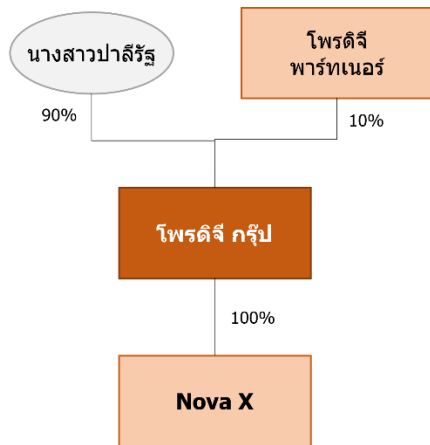 นางสาวปาลีรัฐ
โพรดิจี
พาร์ทเนอร์
90%
10%
โพรดิจี กรุ๊ป
100%
Nova X